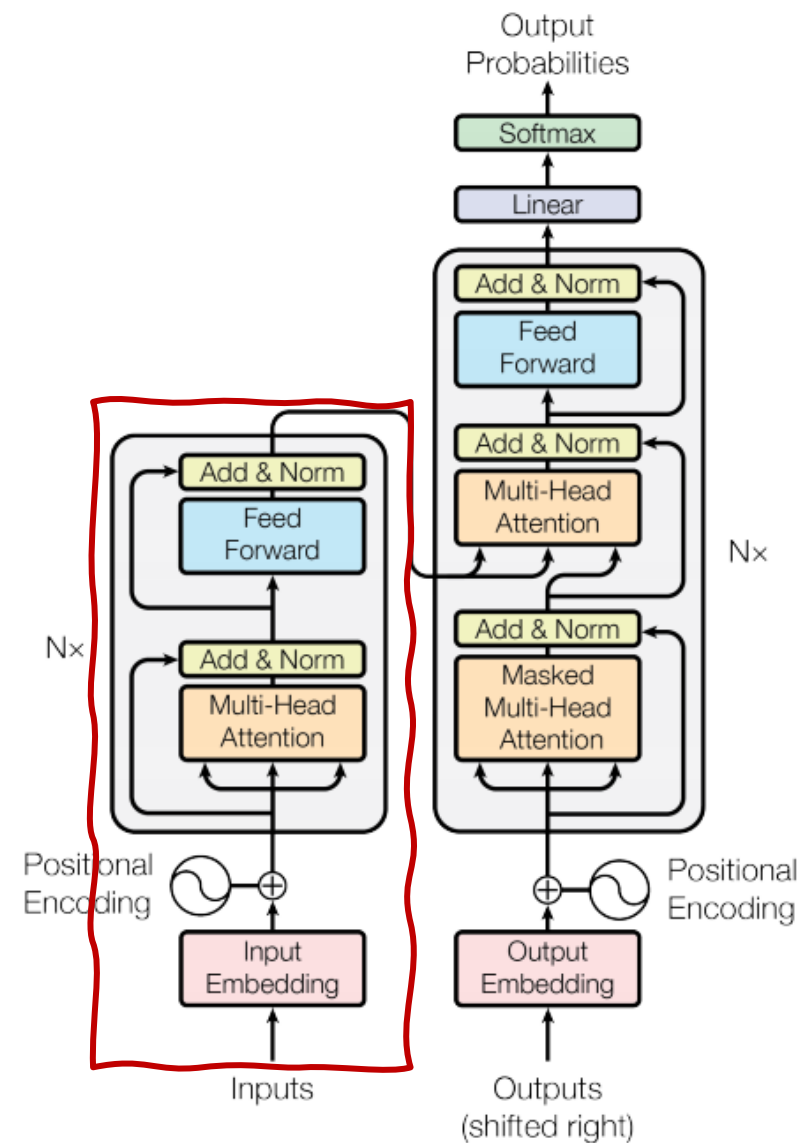 Output
Probabilities
Softmax
Linear
Add & Norm
Feed
Forward
Add & Norm
Multi-Head
Attention
Add & Norm
Masked
Multi-Head
Attention
Nx
Add & Norm
Feed
Forward
Add & Norm
Multi-Head
Attention
Nx
Positional
Encoding
Positional
Encoding
Input
Embedding
Output
Embedding
Inputs
Outputs
(shifted right)